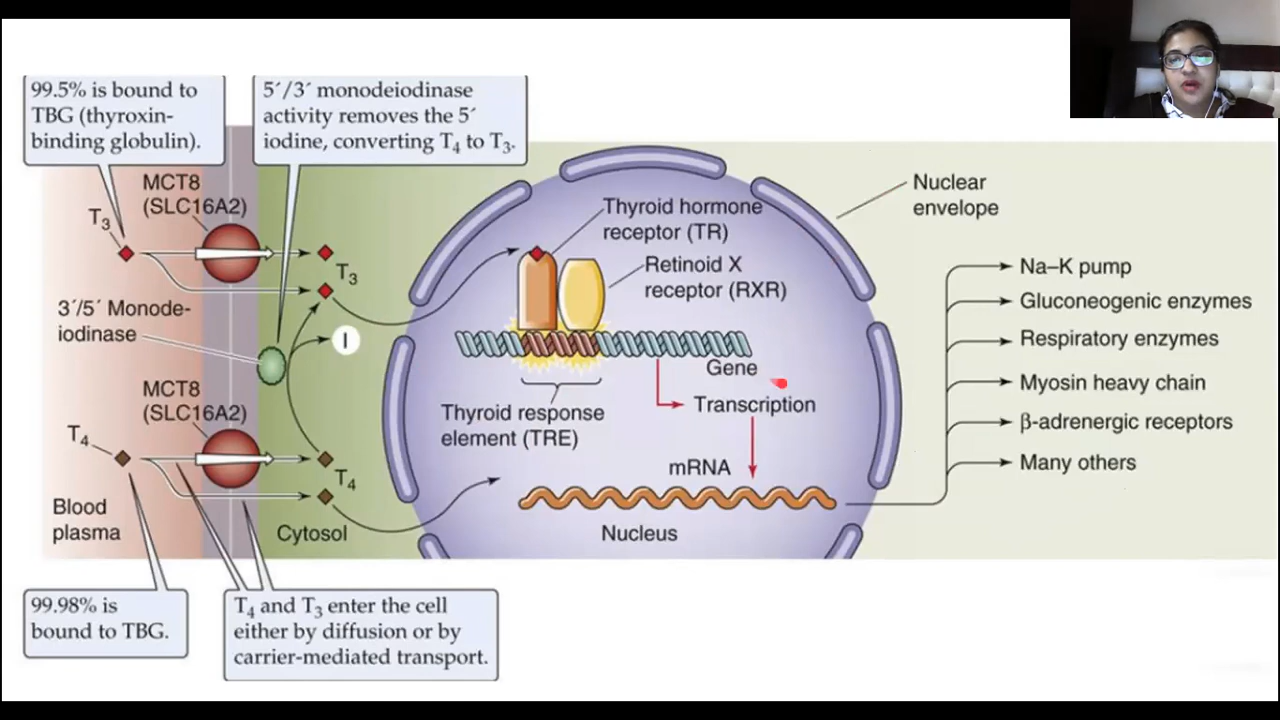 99.5% is bound to
TBG (thyroxin-
binding globulin).
5´/3´ monodeiodinase
activity removes the 5´
iodine, converting T₄ to T₃.
MCT8
(SLC16A2)
T₃
T₃
3´/5´ Monode-
iodinase
I
MCT8
(SLC16A2)
T₄
T₄
Blood
plasma
Cytosol
Thyroid hormone
receptor (TR)
Retinoid X
receptor (RXR)
Gene
Thyroid response
element (TRE)
Transcription
mRNA
Nucleus
Nuclear
envelope
Na–K pump
Gluconeogenic enzymes
Respiratory enzymes
Myosin heavy chain
β-adrenergic receptors
Many others
99.98% is
bound to TBG.
T₄ and T₃ enter the cell
either by diffusion or by
carrier-mediated transport.